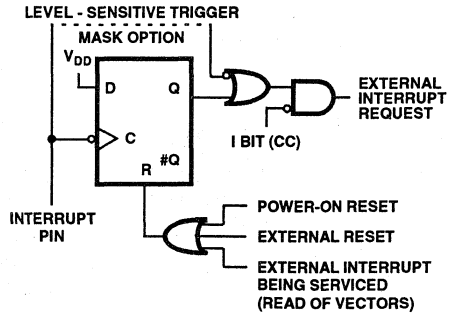 LEVEL - SENSITIVE TRIGGER
MASK OPTION
VDD
D
Q
C
R
#Q
I BIT (CC)
EXTERNAL
INTERRUPT
REQUEST
INTERRUPT
PIN
POWER-ON RESET
EXTERNAL RESET
EXTERNAL INTERRUPT
BEING SERVICED
(READ OF VECTORS)